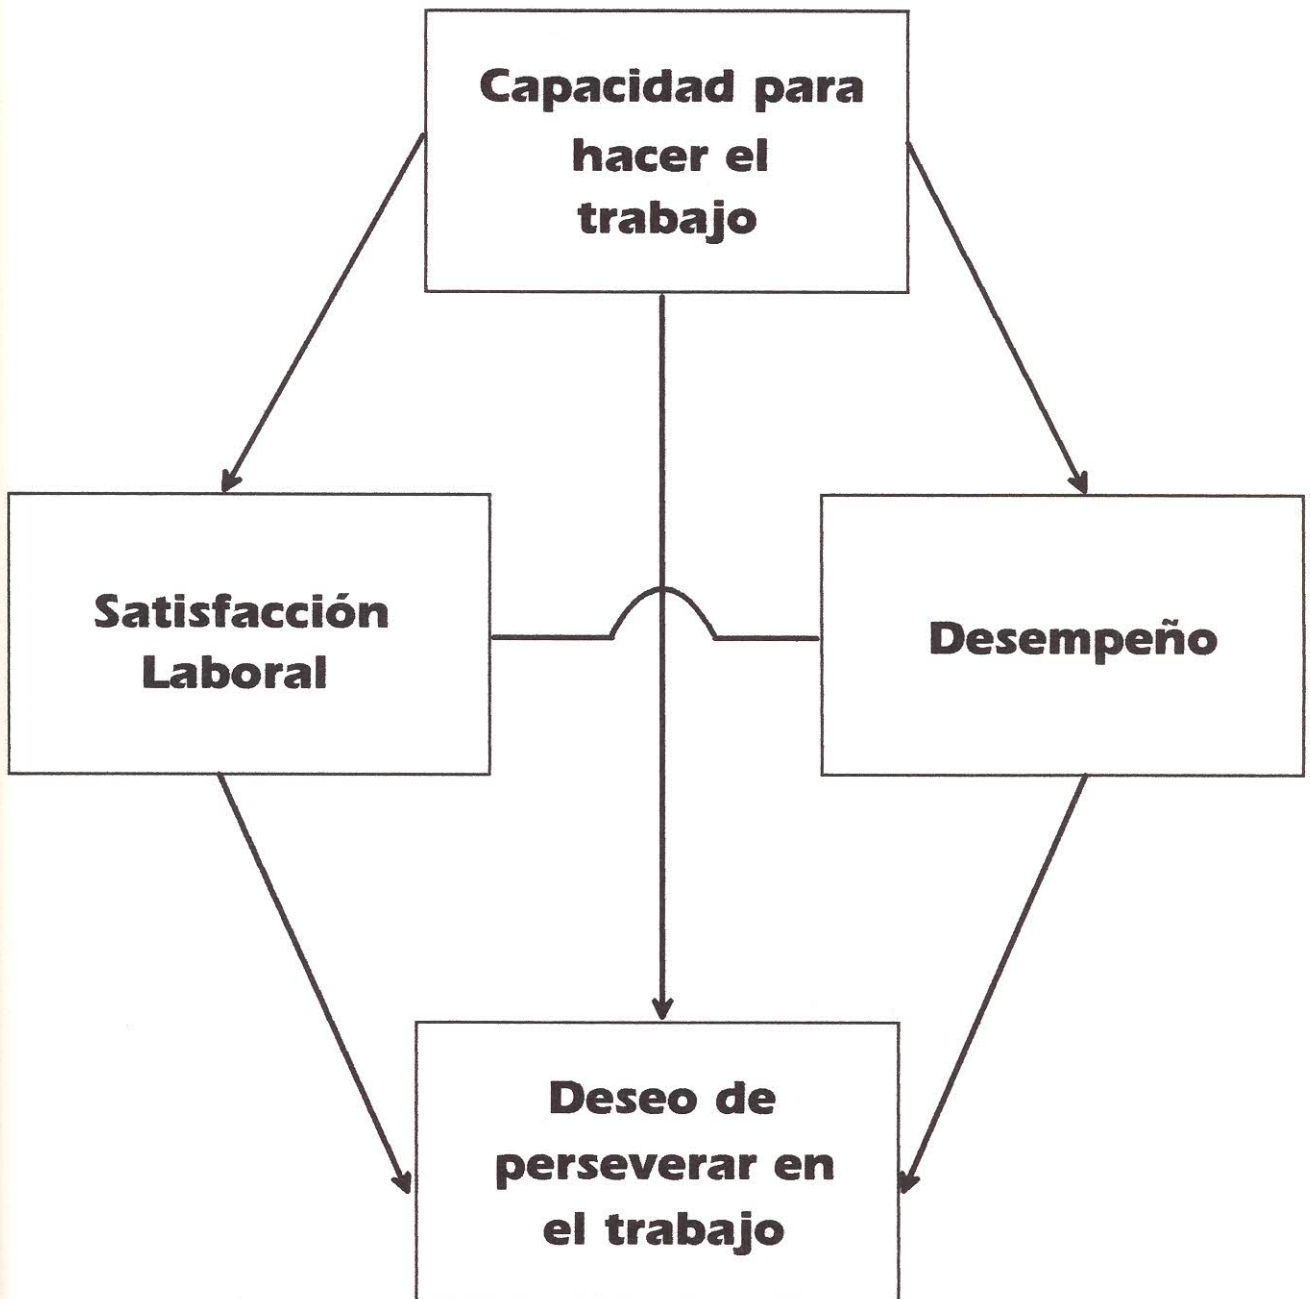 Capacidad para
hacer el
trabajo
Satisfacción
Laboral
Desempeño
Deseo de
perseverar en
el trabajo